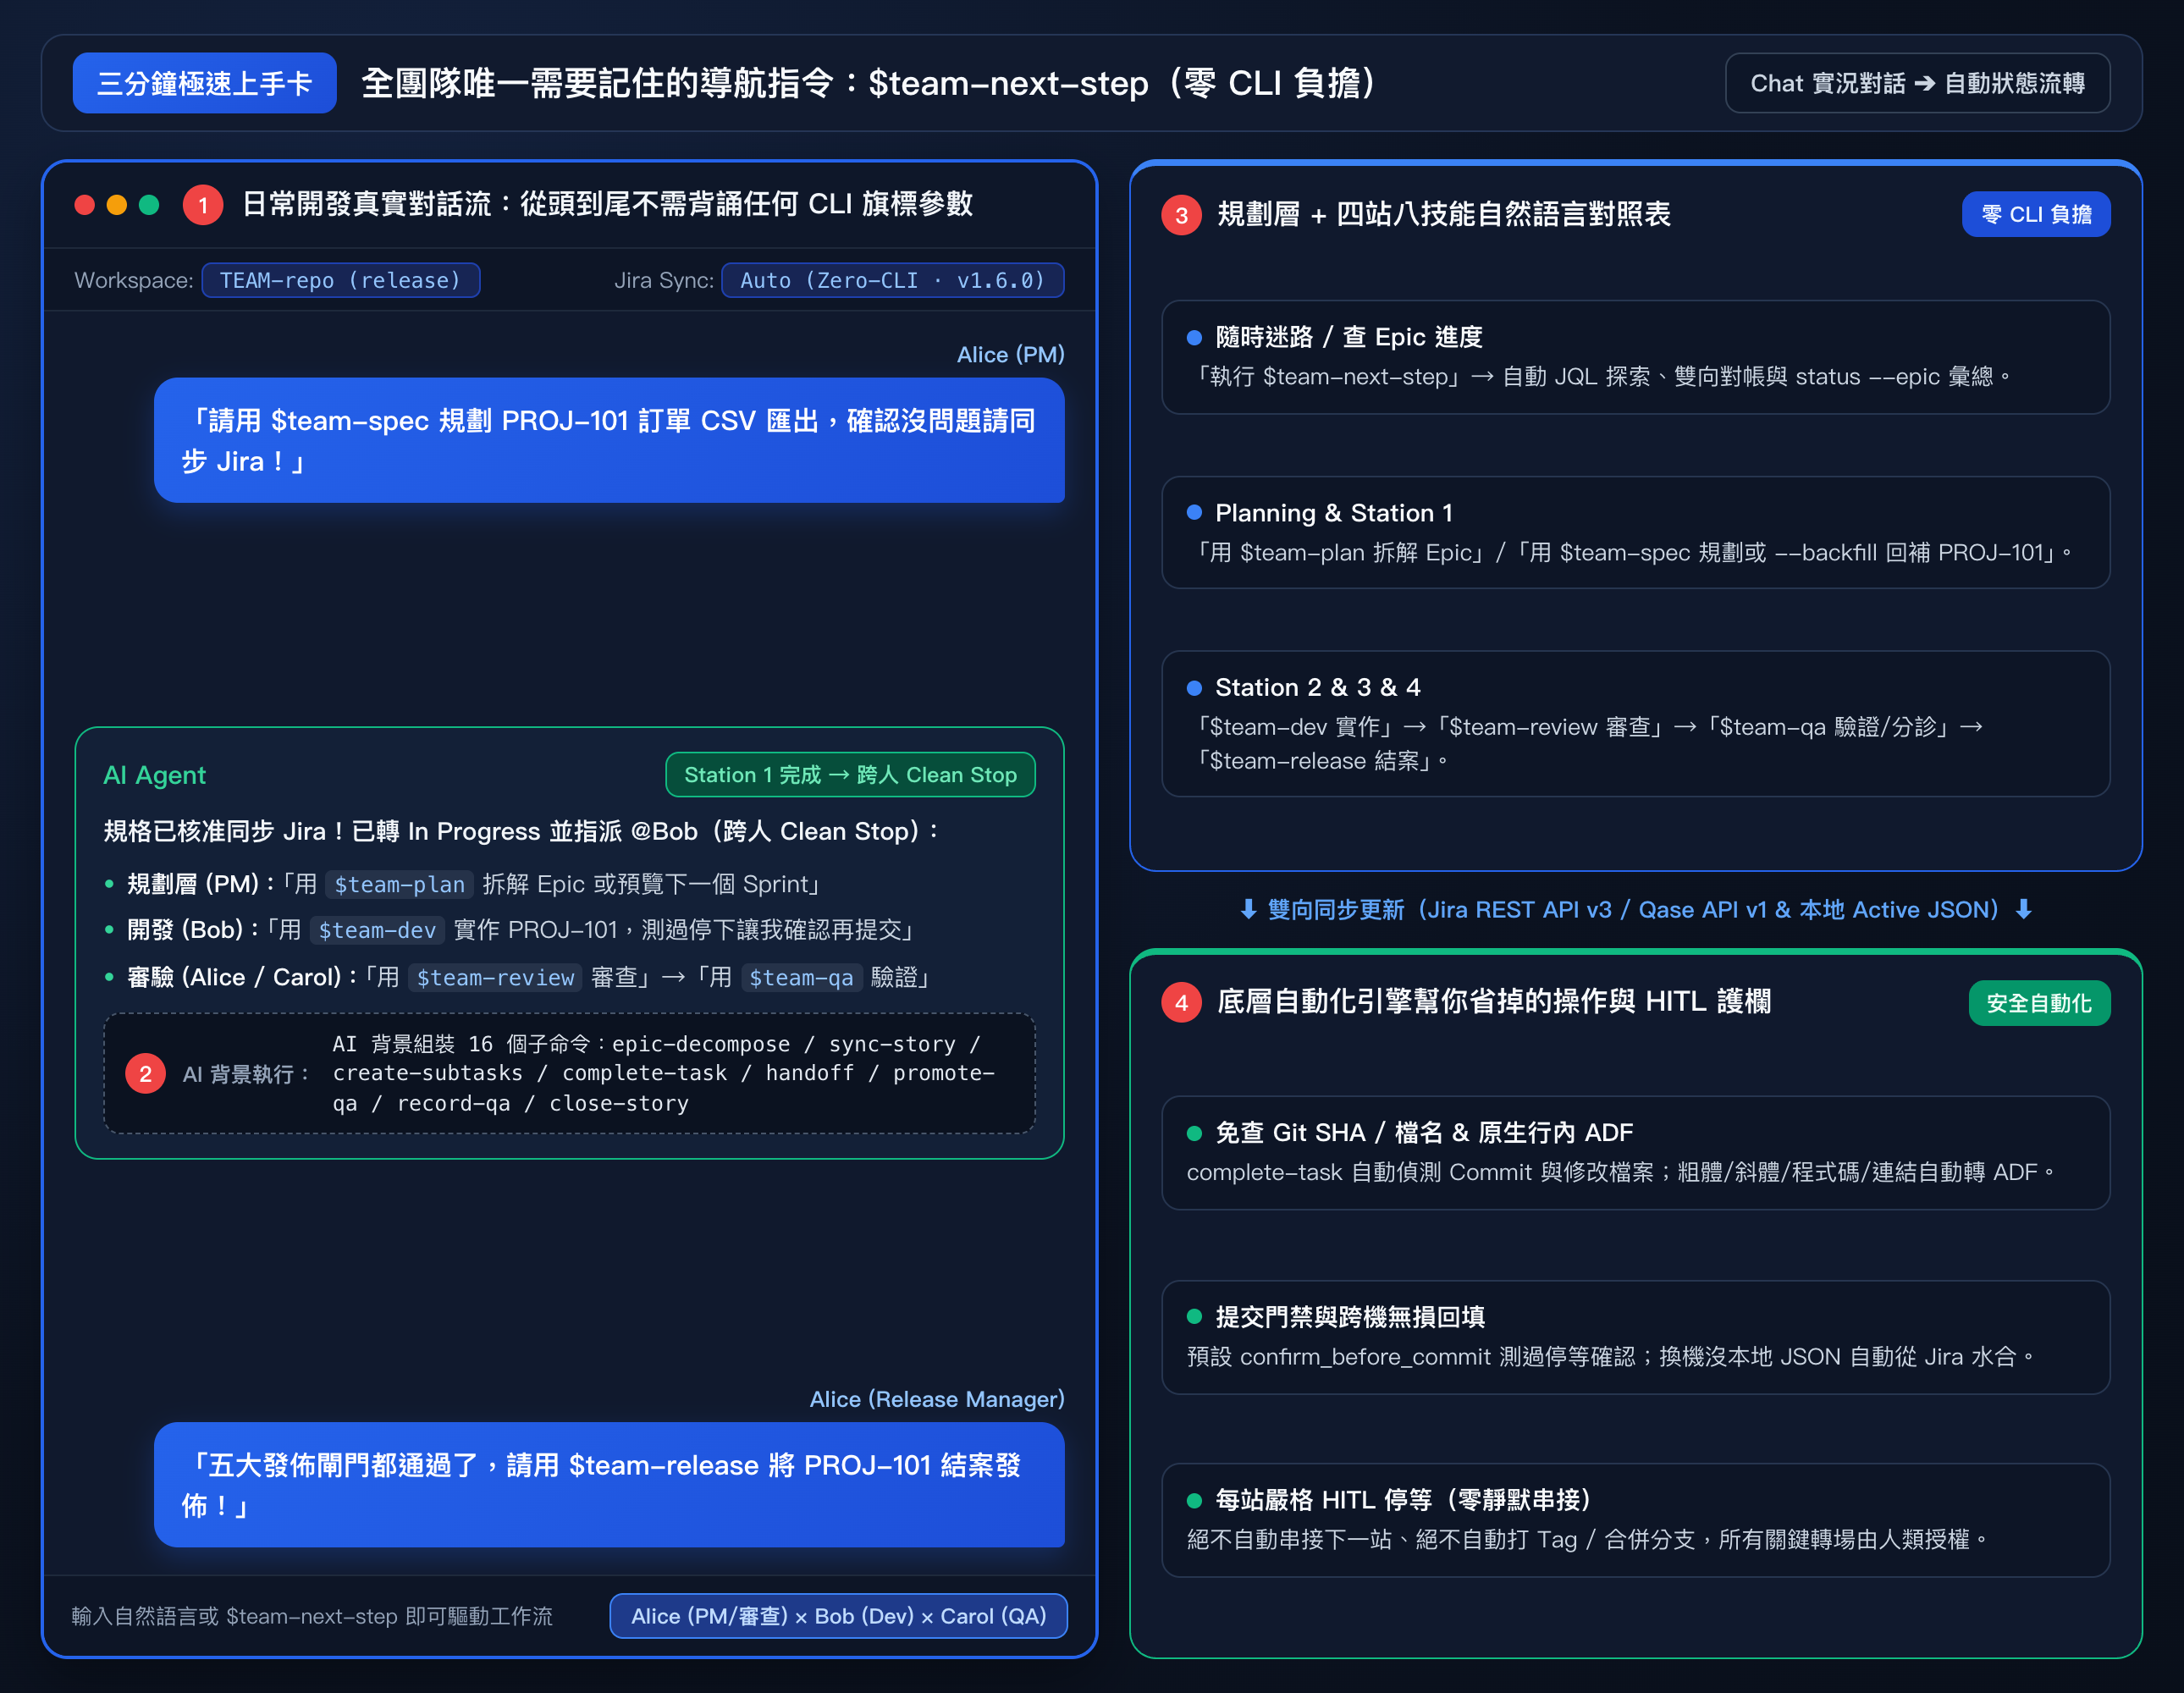 三分鐘極速上手卡
全團隊唯一需要記住的導航指令：$team-next-step（零 CLI 負擔）
Chat 實況對話 ➔ 自動狀態流轉
1 日常開發真實對話流：從頭到尾不需背誦任何 CLI 旗標參數
Workspace: TEAM-repo (release)
Jira Sync: Auto (Zero-CLI · v1.6.0)
Alice (PM)
「請用 $team-spec 規劃 PROJ-101 訂單 CSV 匯出，確認沒問題請同
步 Jira！」
AI Agent
Station 1 完成 → 跨人 Clean Stop
規格已核准同步 Jira！已轉 In Progress 並指派 @Bob（跨人 Clean Stop）：
• 規劃層 (PM)：「用 $team-plan 拆解 Epic 或預覽下一個 Sprint」
• 開發 (Bob)：「用 $team-dev 實作 PROJ-101，測過停下讓我確認再提交」
• 審驗 (Alice / Carol)：「用 $team-review 審查」→「用 $team-qa 驗證」
2 AI 背景執行：
AI 背景組裝 16 個子命令：epic-decompose / sync-story /
create-subtasks / complete-task / handoff / promote-
qa / record-qa / close-story
Alice (Release Manager)
「五大發佈閘門都通過了，請用 $team-release 將 PROJ-101 結案發
佈！」
輸入自然語言或 $team-next-step 即可驅動工作流
Alice (PM/審查) × Bob (Dev) × Carol (QA)
3 規劃層 + 四站八技能自然語言對照表
零 CLI 負擔
隨時迷路 / 查 Epic 進度
「執行 $team-next-step」→ 自動 JQL 探索、雙向對帳與 status --epic 彙總。
Planning & Station 1
「用 $team-plan 拆解 Epic」/「用 $team-spec 規劃或 --backfill 回補 PROJ-101」。
Station 2 & 3 & 4
「$team-dev 實作」→「$team-review 審查」→「$team-qa 驗證/分診」→
「$team-release 結案」。
⬇ 雙向同步更新（Jira REST API v3 / Qase API v1 & 本地 Active JSON）⬇
4 底層自動化引擎幫你省掉的操作與 HITL 護欄
安全自動化
免查 Git SHA / 檔名 & 原生行內 ADF
complete-task 自動偵測 Commit 與修改檔案；粗體/斜體/程式碼/連結自動轉 ADF。
提交門禁與跨機無損回填
預設 confirm_before_commit 測過停等確認；換機沒本地 JSON 自動從 Jira 水合。
每站嚴格 HITL 停等（零靜默串接）
絕不自動串接下一站、絕不自動打 Tag / 合併分支，所有關鍵轉場由人類授權。